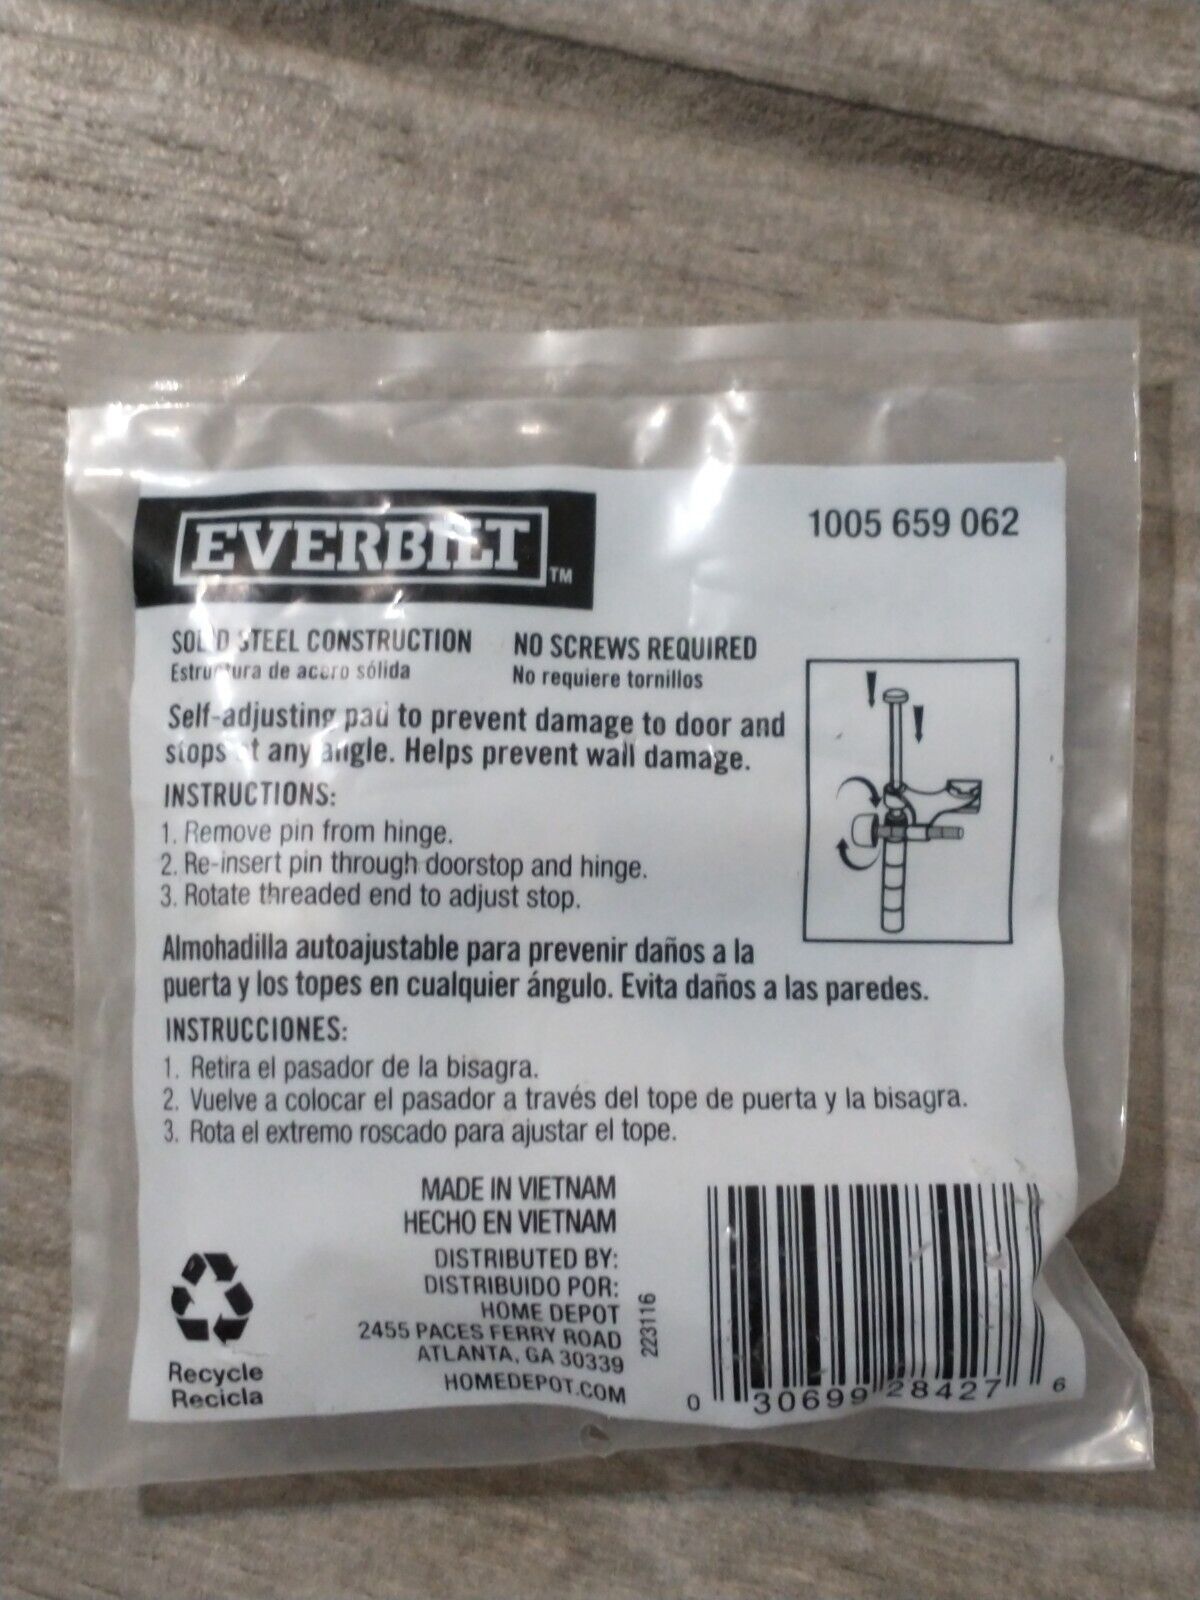 EVERBILT
TM
1005 659 062
SOLID STEEL CONSTRUCTION
Estructura de acero sólida
NO SCREWS REQUIRED
No requiere tornillos
Self-adjusting pad to prevent damage to door and
stops at any angle. Helps prevent wall damage.
INSTRUCTIONS:
1. Remove pin from hinge.
2. Re-insert pin through doorstop and hinge.
3. Rotate threaded end to adjust stop.
Almohadilla autoajustable para prevenir daños a la
puerta y los topes en cualquier ángulo. Evita daños a las paredes.
INSTRUCCIONES:
1. Retira el pasador de la bisagra.
2. Vuelve a colocar el pasador a través del tope de puerta y la bisagra.
3. Rota el extremo roscado para ajustar el tope.
MADE IN VIETNAM
HECHO EN VIETNAM
DISTRIBUTED BY:
DISTRIBUIDO POR:
HOME DEPOT
2455 PACES FERRY ROAD
ATLANTA, GA 30339
HOMEDEPOT.COM
223116
Recycle
Recicla
0 30699 28427 6